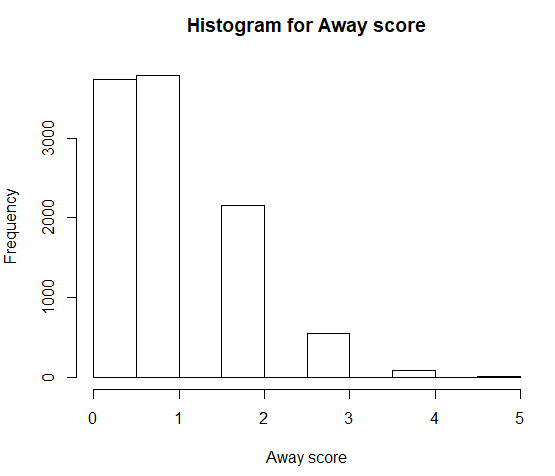 Histogram for Away score
Frequency
3000
2000
1000
0
0 1 2 3 4 5
Away score